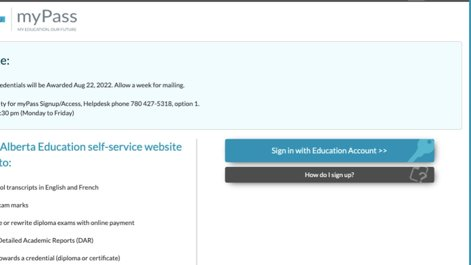 myPass
MY EDUCATION, OUR FUTURE.
e:
edentials will be Awarded Aug 22, 2022. Allow a week for mailing.
ty for myPass Signup/Access, Helpdesk phone 780 427-5318, option 1.
:30 pm (Monday to Friday)
Alberta Education self-service website
to:
Sign in with Education Account >>
How do I sign up?
ol transcripts in English and French
am marks
e or rewrite diploma exams with online payment
Detailed Academic Reports (DAR)
owards a credential (diploma or certificate)